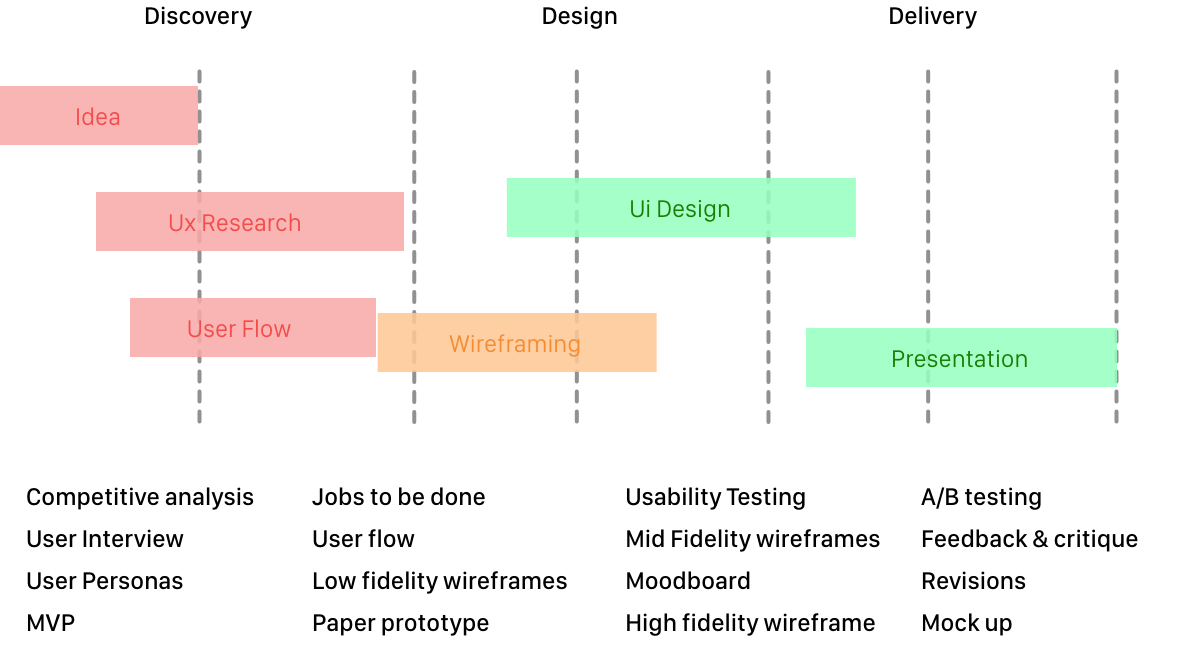 Discovery
Design
Delivery
Idea
Ux Research
Ui Design
User Flow
Wireframing
Presentation
Competitive analysis
User Interview
User Personas
MVP
Jobs to be done
User flow
Low fidelity wireframes
Paper prototype
Usability Testing
Mid Fidelity wireframes
Moodboard
High fidelity wireframe
A/B testing
Feedback & critique
Revisions
Mock up